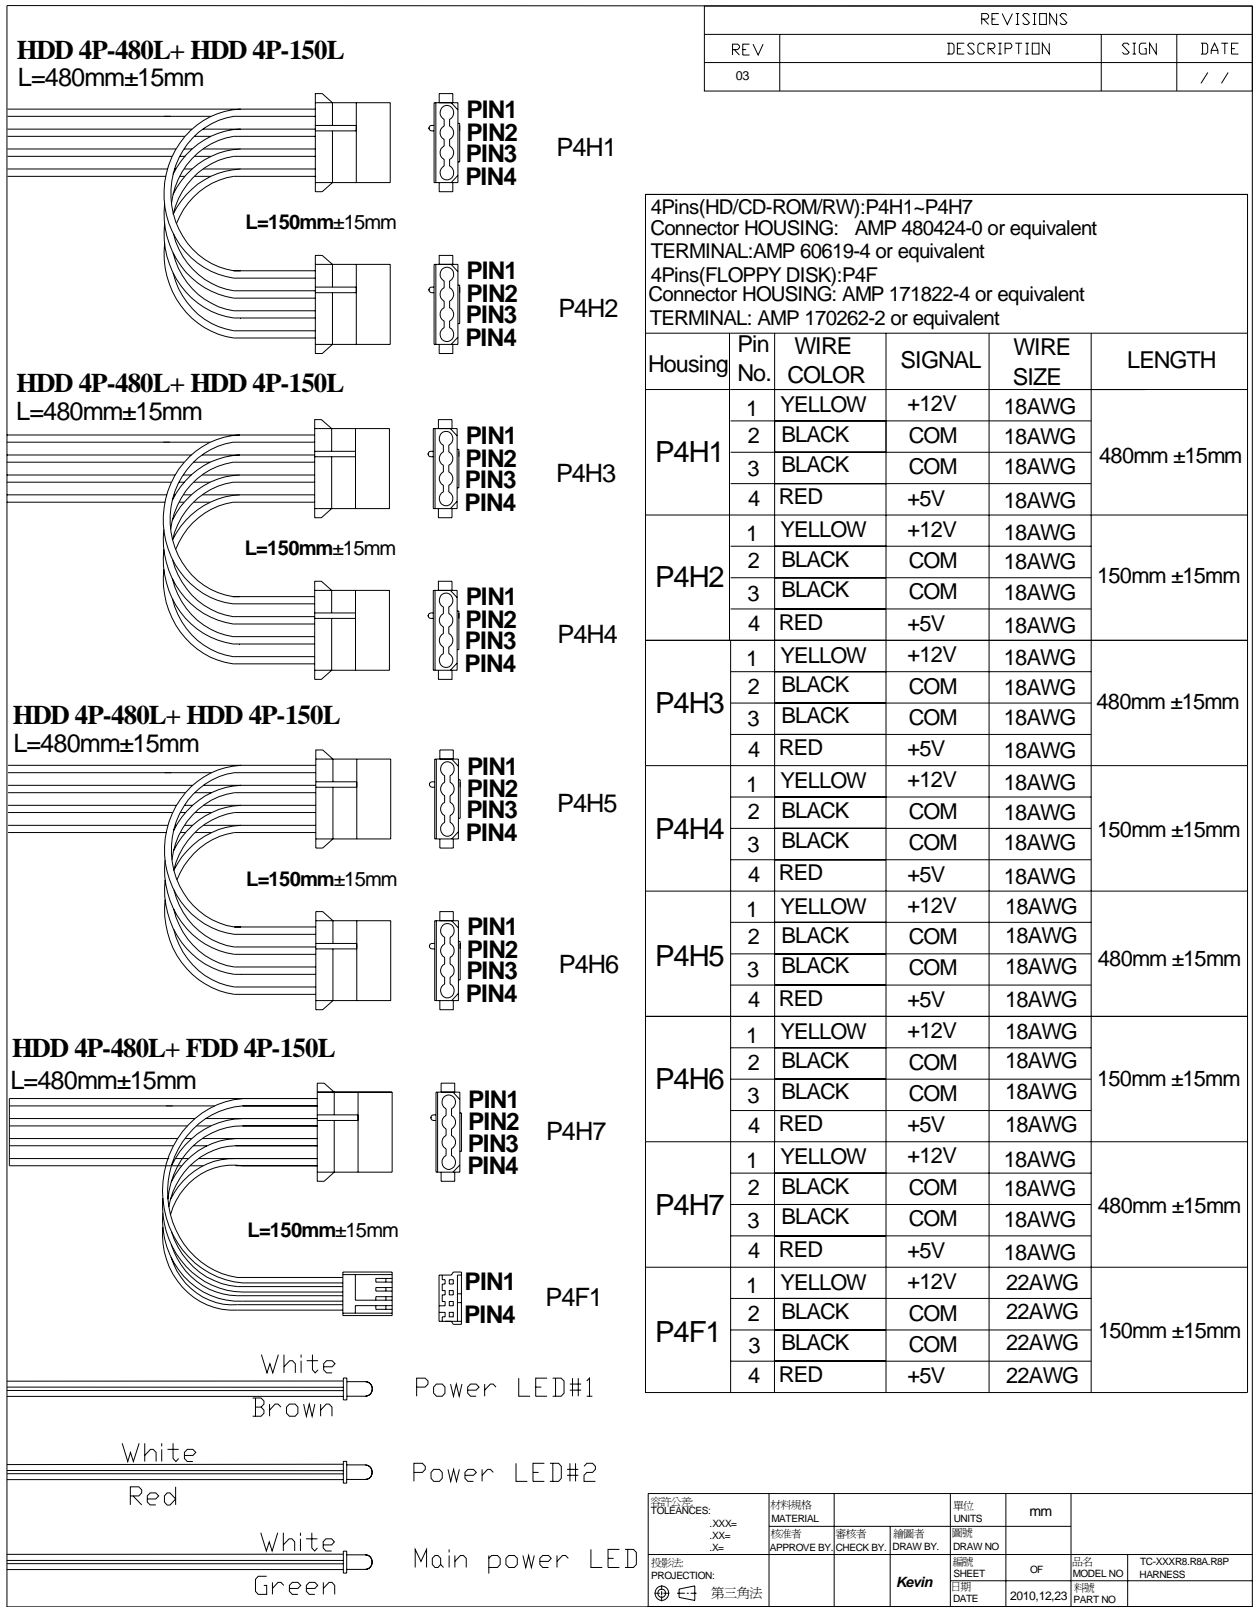 REVISIONS
REV DESCRIPTION SIGN DATE
03 / /
HDD 4P-480L+ HDD 4P-150L
L=480mm±15mm
PIN1
PIN2
PIN3
PIN4
P4H1
L=150mm±15mm
PIN1
PIN2
PIN3
PIN4
P4H2
HDD 4P-480L+ HDD 4P-150L
L=480mm±15mm
PIN1
PIN2
PIN3
PIN4
P4H3
L=150mm±15mm
PIN1
PIN2
PIN3
PIN4
P4H4
HDD 4P-480L+ HDD 4P-150L
L=480mm±15mm
PIN1
PIN2
PIN3
PIN4
P4H5
L=150mm±15mm
PIN1
PIN2
PIN3
PIN4
P4H6
HDD 4P-480L+ FDD 4P-150L
L=480mm±15mm
PIN1
PIN2
PIN3
PIN4
P4H7
L=150mm±15mm
PIN1
PIN4
P4F1
White
Brown
Power LED#1
White
Red
Power LED#2
White
Green
Main power LED
4Pins(HD/CD-ROM/RW):P4H1~P4H7
Connector HOUSING: AMP 480424-0 or equivalent
TERMINAL:AMP 60619-4 or equivalent
4Pins(FLOPPY DISK):P4F
Connector HOUSING: AMP 171822-4 or equivalent
TERMINAL: AMP 170262-2 or equivalent
Housing Pin No. WIRE COLOR SIGNAL WIRE SIZE LENGTH
P4H1 480mm ±15mm
1 YELLOW +12V 18AWG
2 BLACK COM 18AWG
3 BLACK COM 18AWG
4 RED +5V 18AWG
P4H2 150mm ±15mm
1 YELLOW +12V 18AWG
2 BLACK COM 18AWG
3 BLACK COM 18AWG
4 RED +5V 18AWG
P4H3 480mm ±15mm
1 YELLOW +12V 18AWG
2 BLACK COM 18AWG
3 BLACK COM 18AWG
4 RED +5V 18AWG
P4H4 150mm ±15mm
1 YELLOW +12V 18AWG
2 BLACK COM 18AWG
3 BLACK COM 18AWG
4 RED +5V 18AWG
P4H5 480mm ±15mm
1 YELLOW +12V 18AWG
2 BLACK COM 18AWG
3 BLACK COM 18AWG
4 RED +5V 18AWG
P4H6 150mm ±15mm
1 YELLOW +12V 18AWG
2 BLACK COM 18AWG
3 BLACK COM 18AWG
4 RED +5V 18AWG
P4H7 480mm ±15mm
1 YELLOW +12V 18AWG
2 BLACK COM 18AWG
3 BLACK COM 18AWG
4 RED +5V 18AWG
P4F1 150mm ±15mm
1 YELLOW +12V 22AWG
2 BLACK COM 22AWG
3 BLACK COM 22AWG
4 RED +5V 22AWG
容許公差:
TOLEANCES:
.XXX=
.XX=
.X=
材料規格
MATERIAL
單位
UNITS
mm
核准者
APPROVE BY.
審核者
CHECK BY.
繪圖者
DRAW BY.
圖號
DRAW NO
投影法:
PROJECTION:
第三角法
Kevin
編號
SHEET
OF
品名
MODEL NO
TC-XXXR8.R8A.R8P
HARNESS
日期
DATE
2010,12,23
料號
PART NO